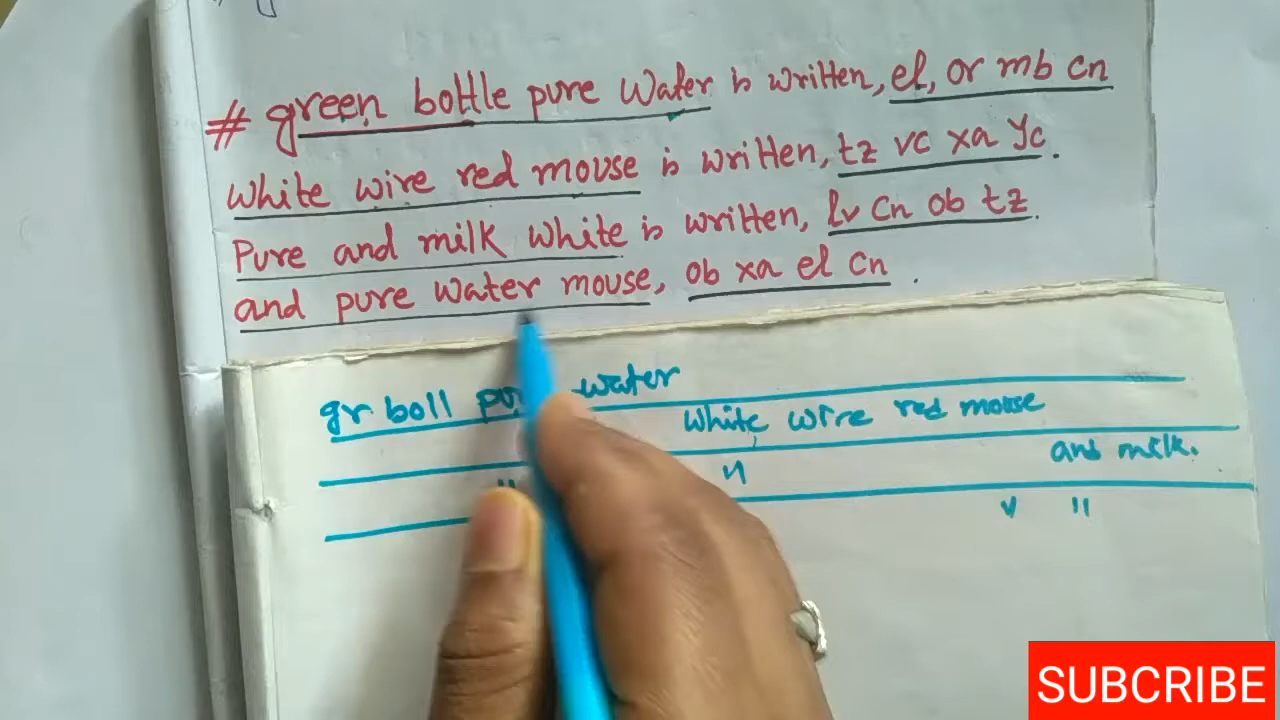 # green bottle pure Water is written, el, or mb cn
White wire red mouse is written, tz vc xa yc.
Pure and milk White is written, lv cn ob tz.
and pure water mouse, ob xa el cn.
gr boll water
White wire red mouse
and milk.
SUBCRIBE